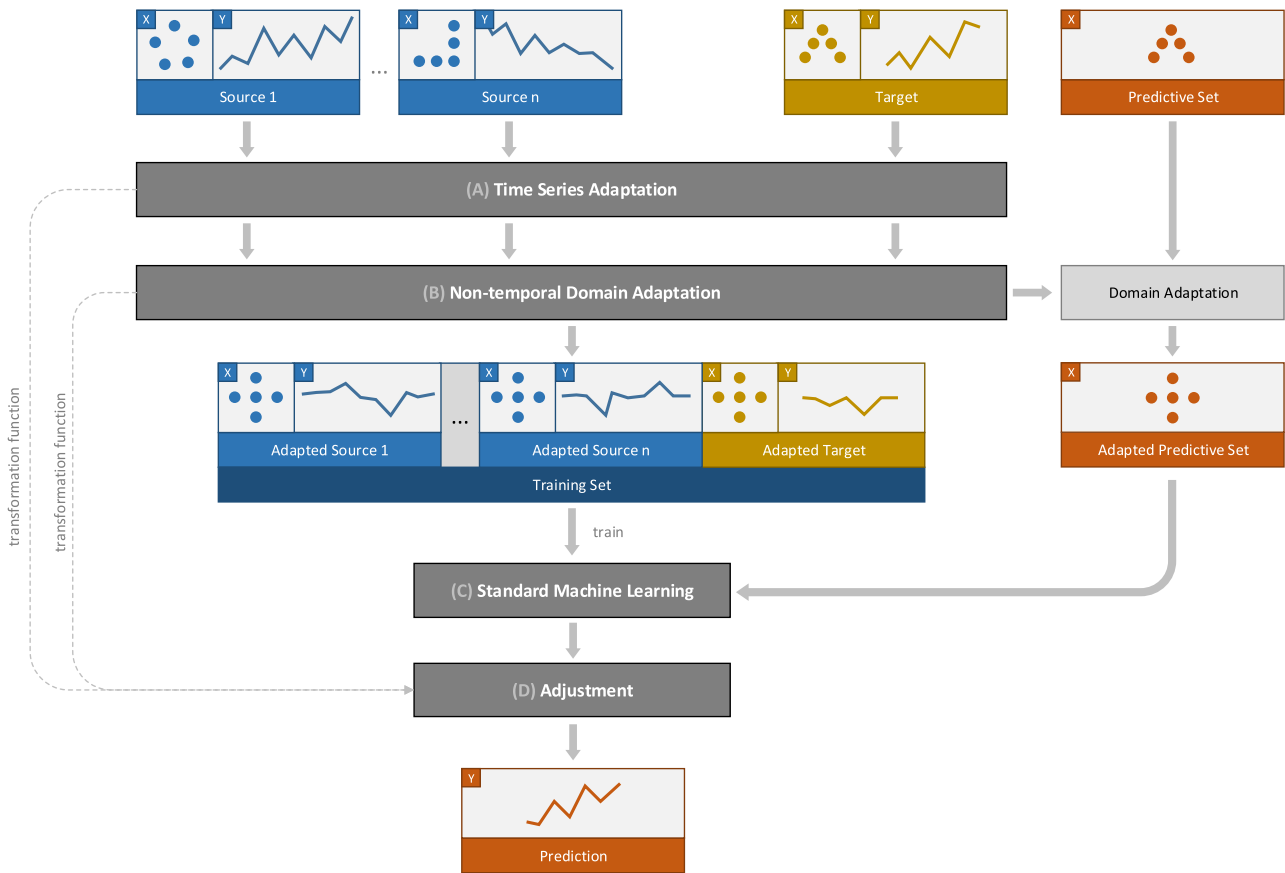 X
Y
Source 1
...
X
Y
Source n
X
Y
Target
X
Predictive Set
(A) Time Series Adaptation
(B) Non-temporal Domain Adaptation
Domain Adaptation
X
Y
Adapted Source 1
...
X
Y
Adapted Source n
X
Y
Adapted Target
Training Set
X
Adapted Predictive Set
transformation function
transformation function
train
(C) Standard Machine Learning
(D) Adjustment
Y
Prediction